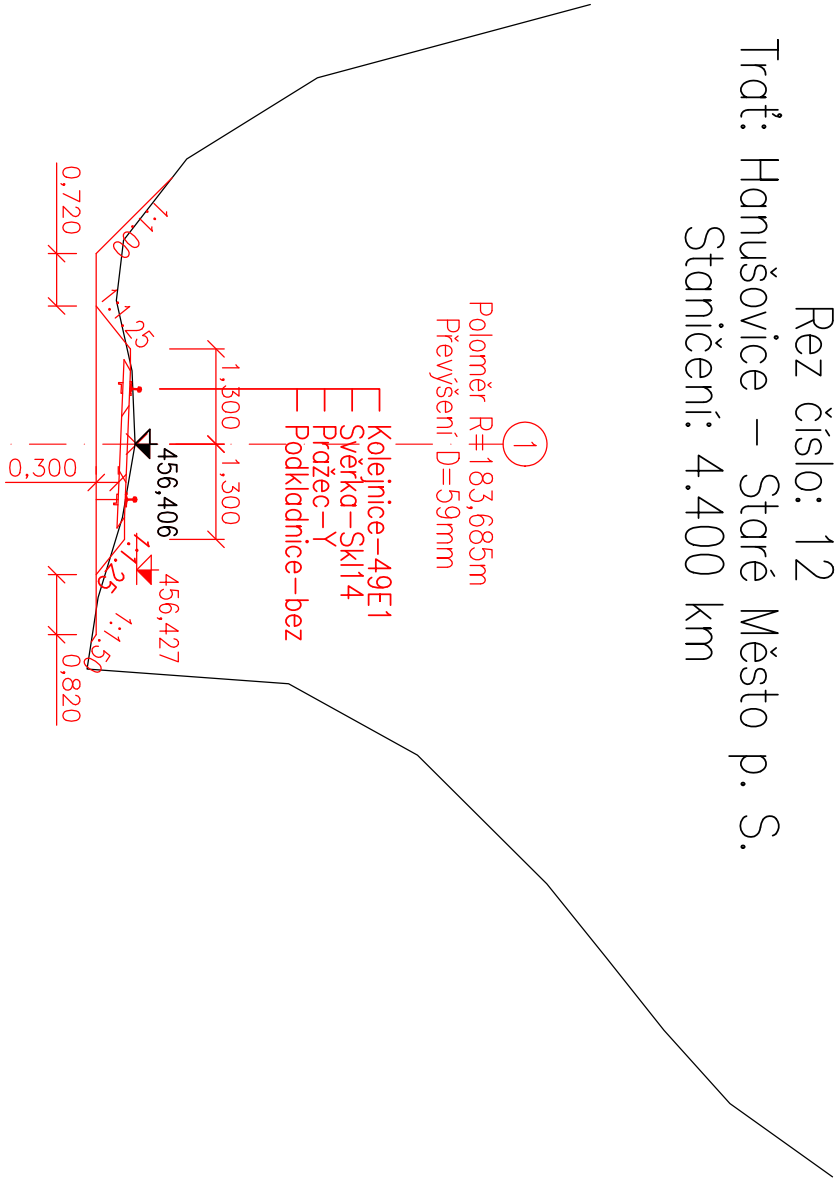 Rez číslo: 12
Trať: Hanušovice - Staré Město p. S.
Staničení: 4.400 km
1
Poloměr R=183,685m
Převýšení D=59mm
Kolejnice-49E1
Svěrka-Skl14
Pražec-Y
Podkladnice-bez
1,300
1,300
456,406
456,427
1:1.00
1:1.25
1:1.25
1:1.50
0,720
0,300
0,820